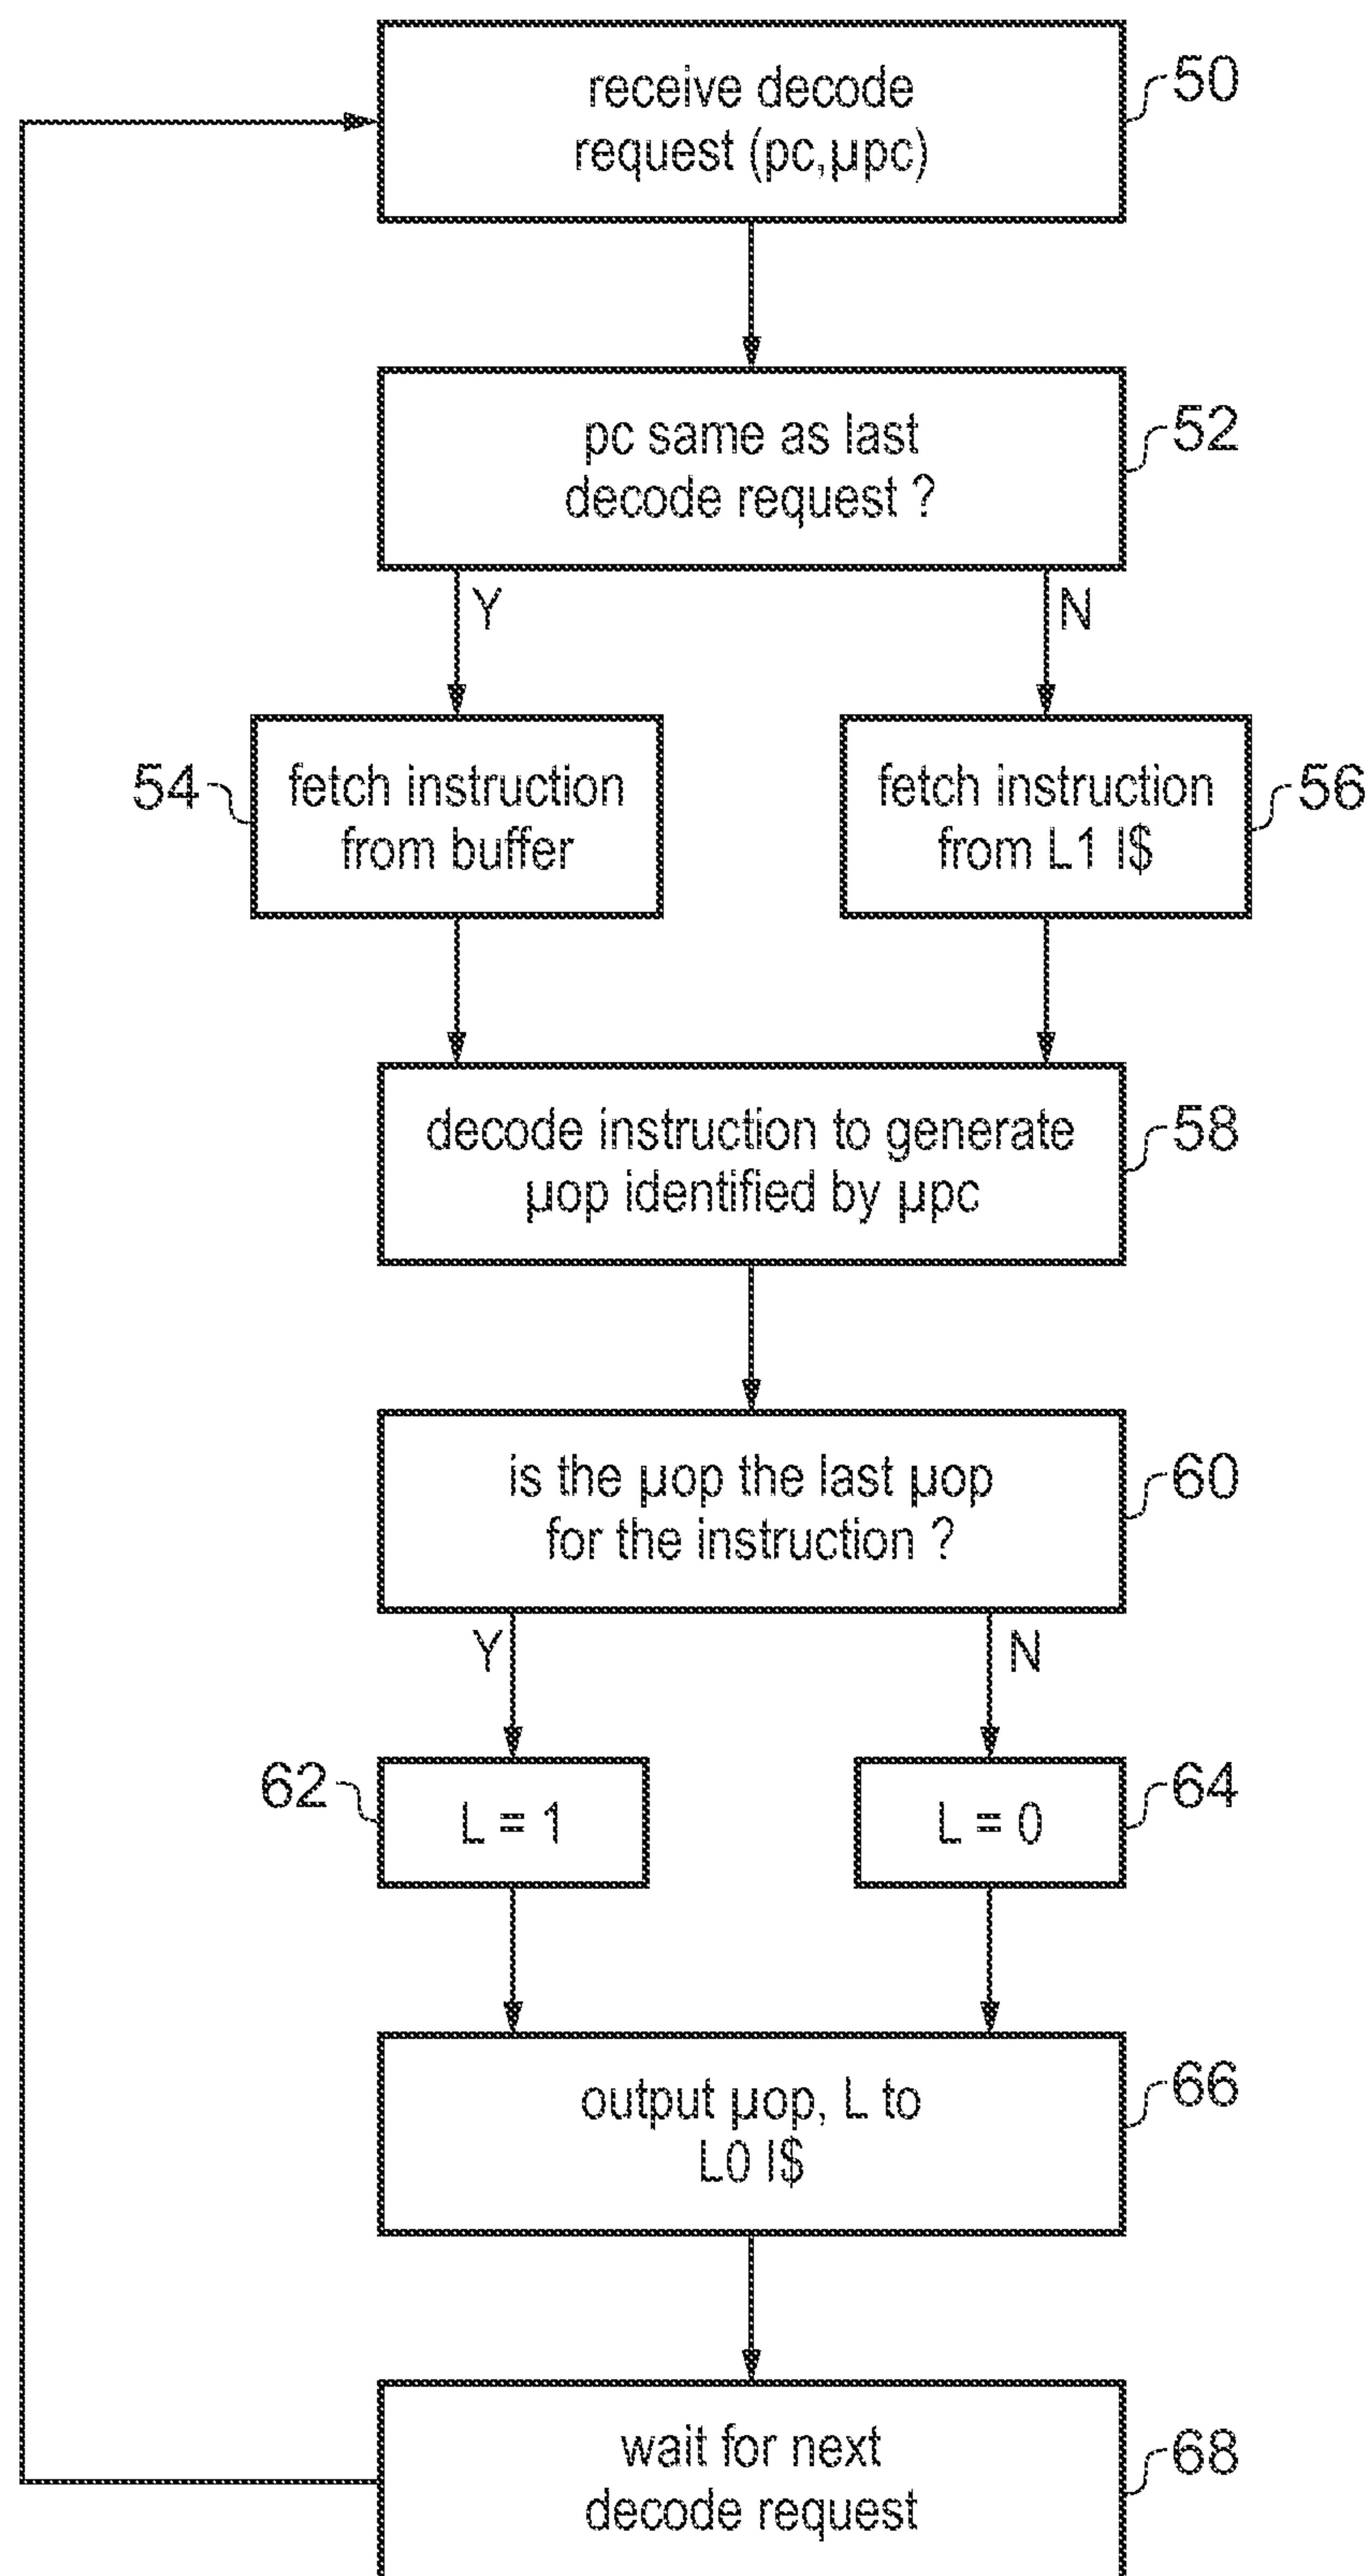 receive decode
request (pc,µpc)
50
pc same as last
decode request ?
52
Y
N
54
fetch instruction
from buffer
fetch instruction
from L1 I$
56
decode instruction to generate
µop identified by µpc
58
is the µop the last µop
for the instruction ?
60
Y
N
62
L = 1
L = 0
64
output µop, L to
L0 I$
66
wait for next
decode request
68